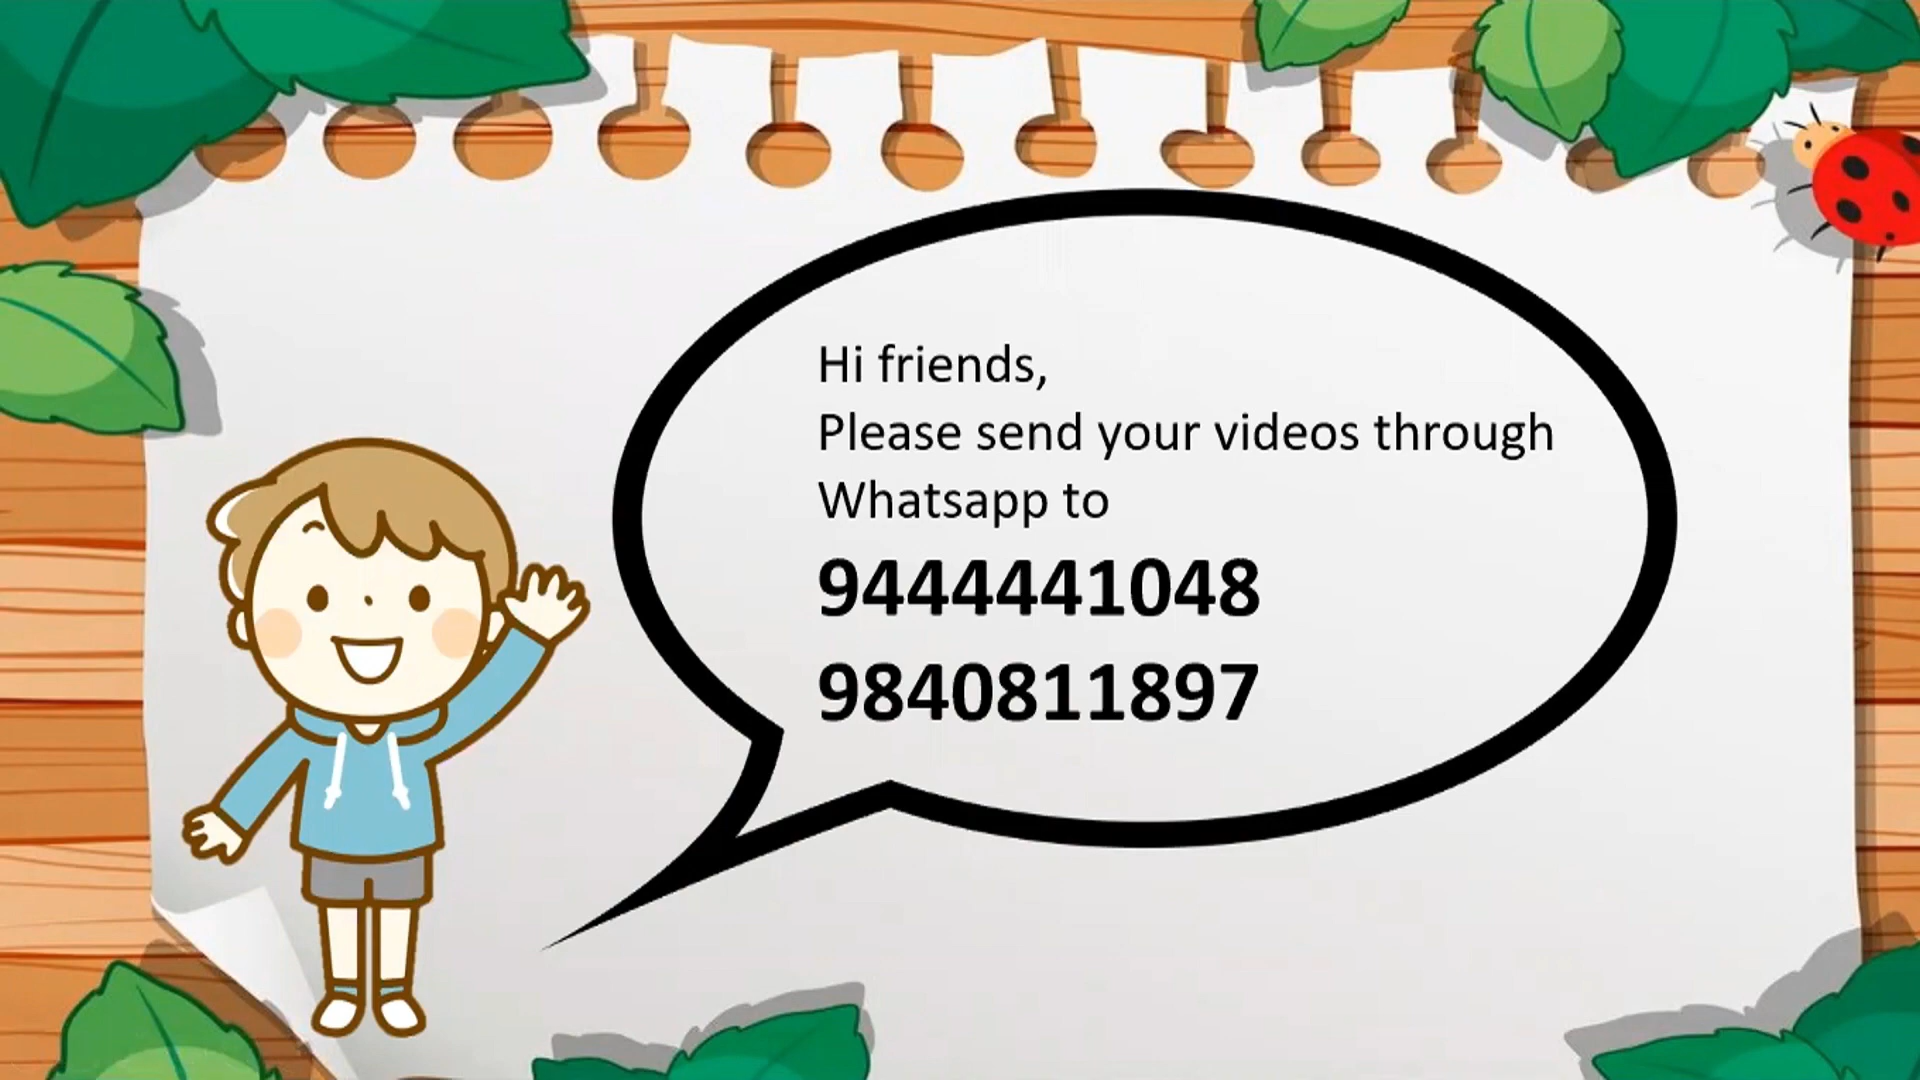 Hi friends,
Please send your videos through
Whatsapp to
9444441048
9840811897